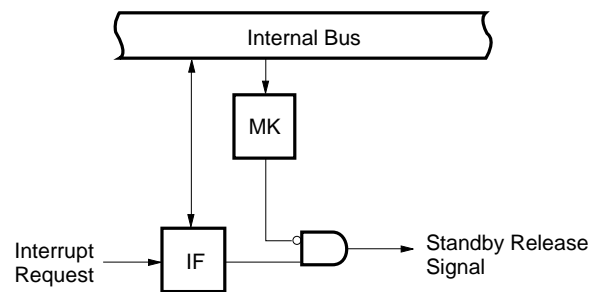 Internal Bus
MK
Interrupt
Request
IF
Standby Release
Signal